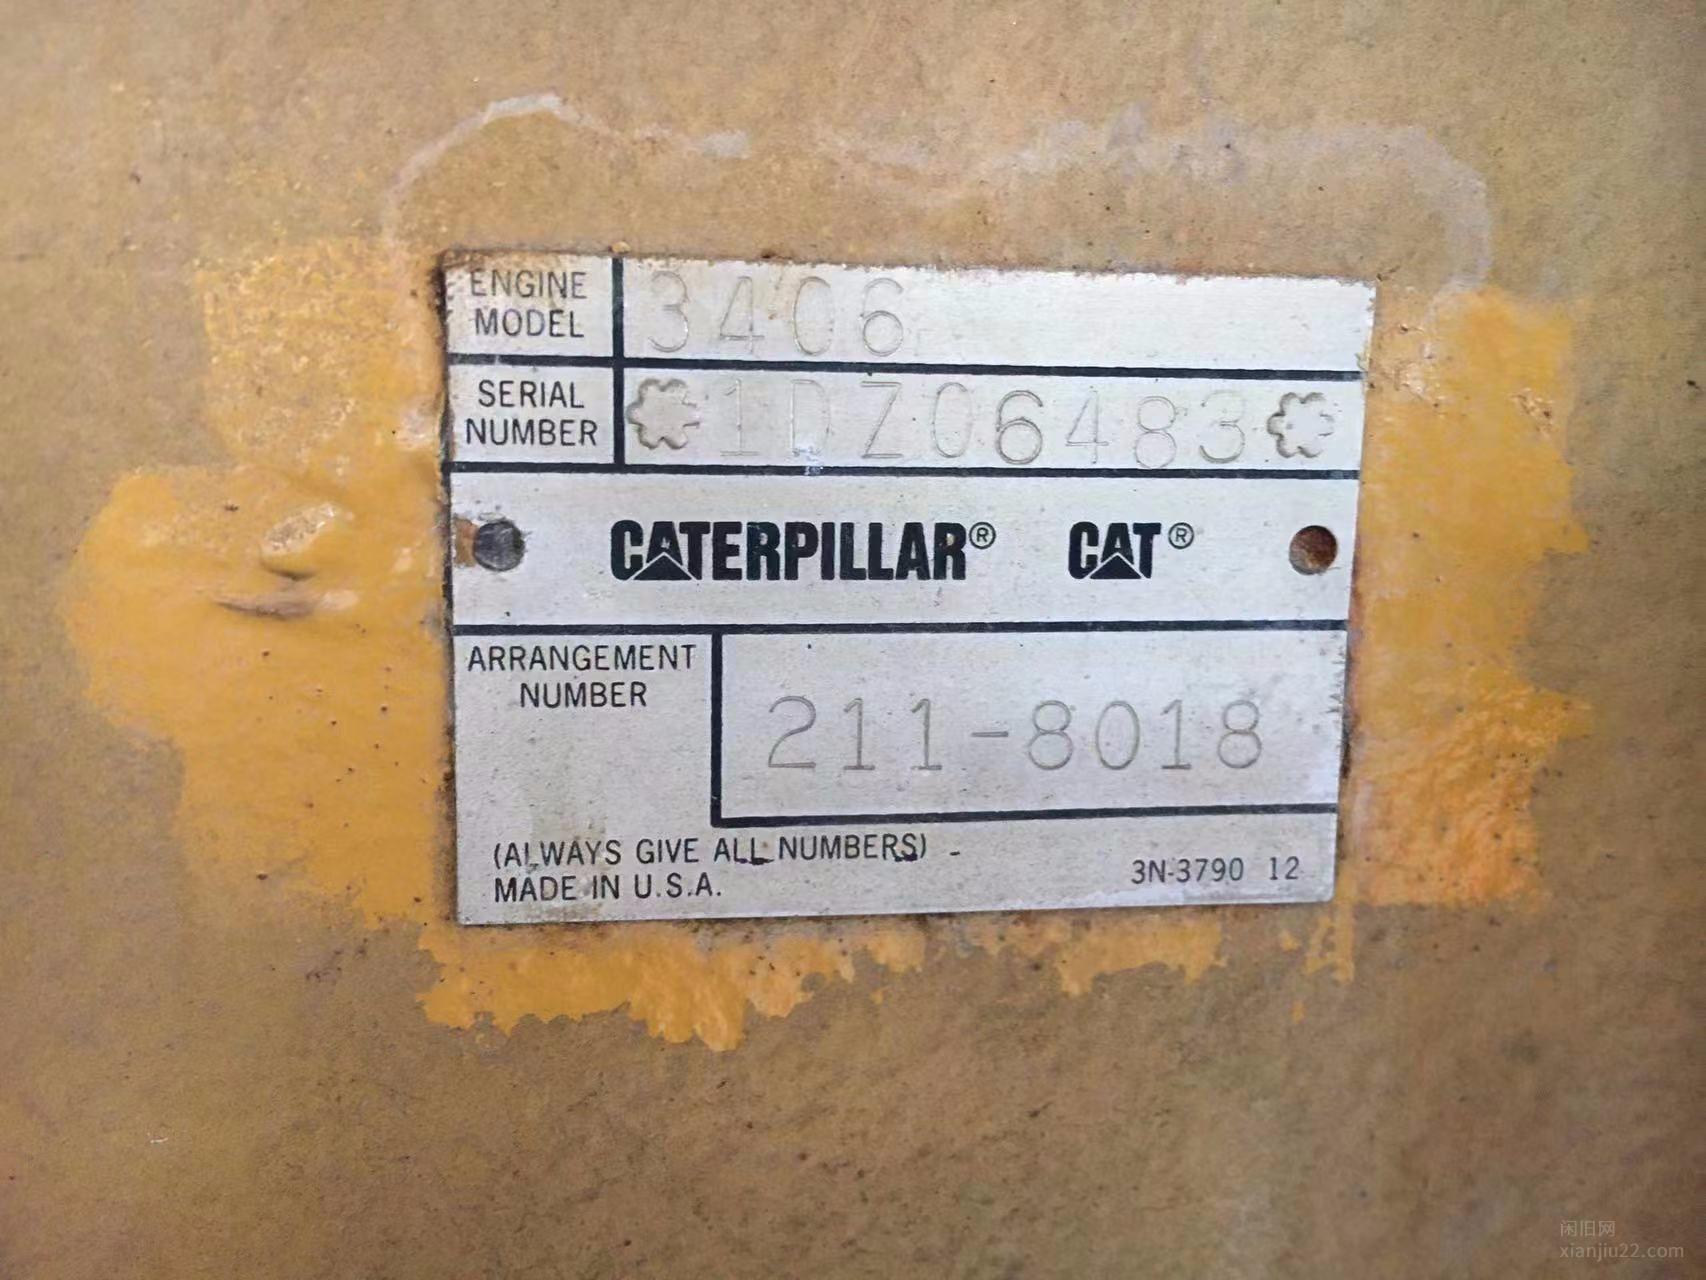 ENGINE
MODEL
3406
SERIAL
NUMBER
1DZ06483
CATERPILLAR® CAT®
ARRANGEMENT
NUMBER
211-8018
(ALWAYS GIVE ALL NUMBERS)
MADE IN U.S.A.
3N-3790 12
闲旧网
xianjiu22.com